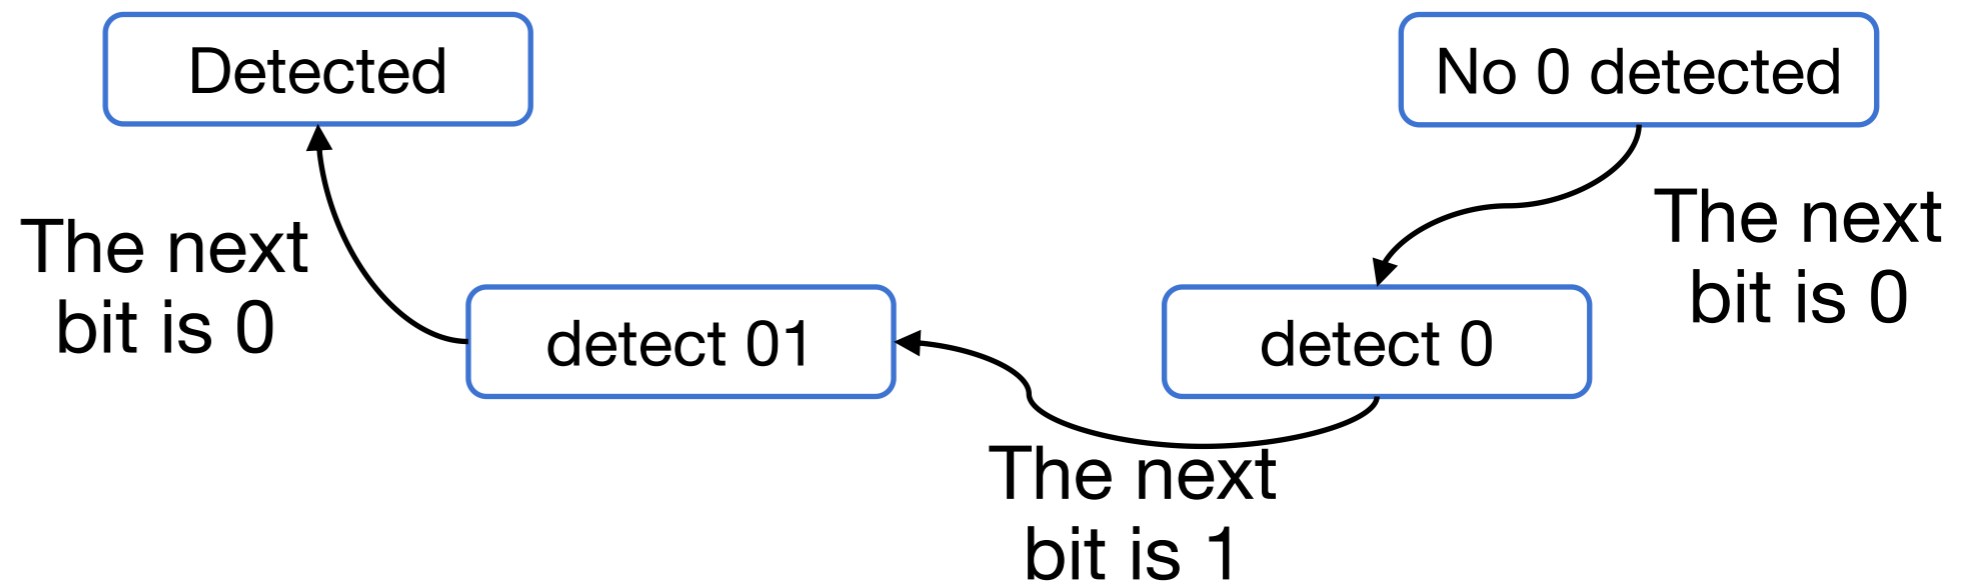 Detected
No 0 detected
The next
bit is 0
The next
bit is 0
detect 01
detect 0
The next
bit is 1